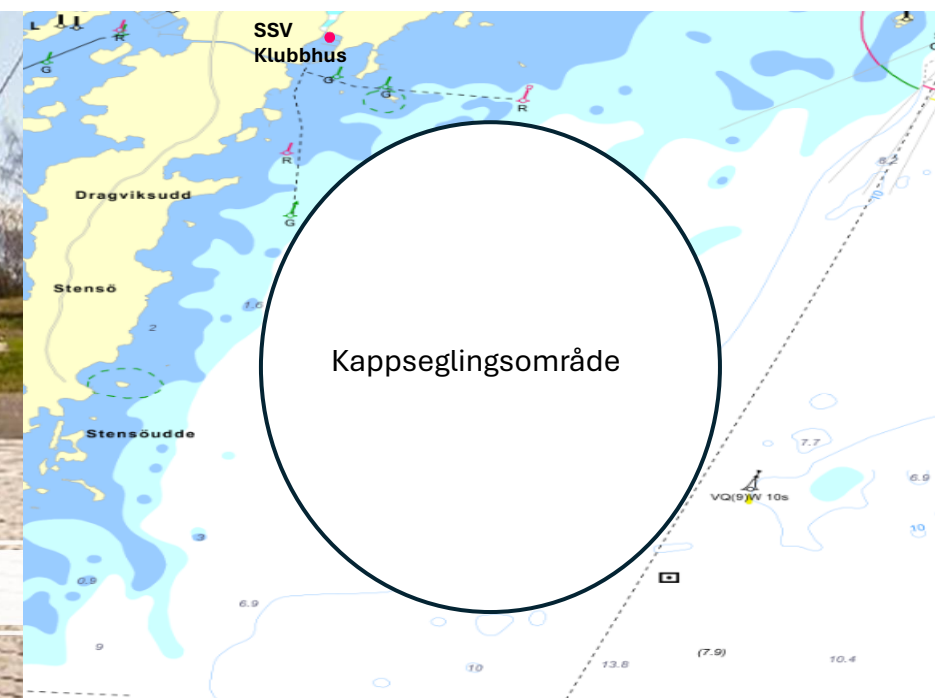 L
SSV
Klubbhus
R
G
G
G
R
6.2
10
R
Dragviksudd
G
Stensö
1.6
2
Kappseglingsområde
Stensöudde
7.7
6.9
VQ(9)W 10s
10
3
0.9
6.9
9
10
13.8
(7.9)
10.4